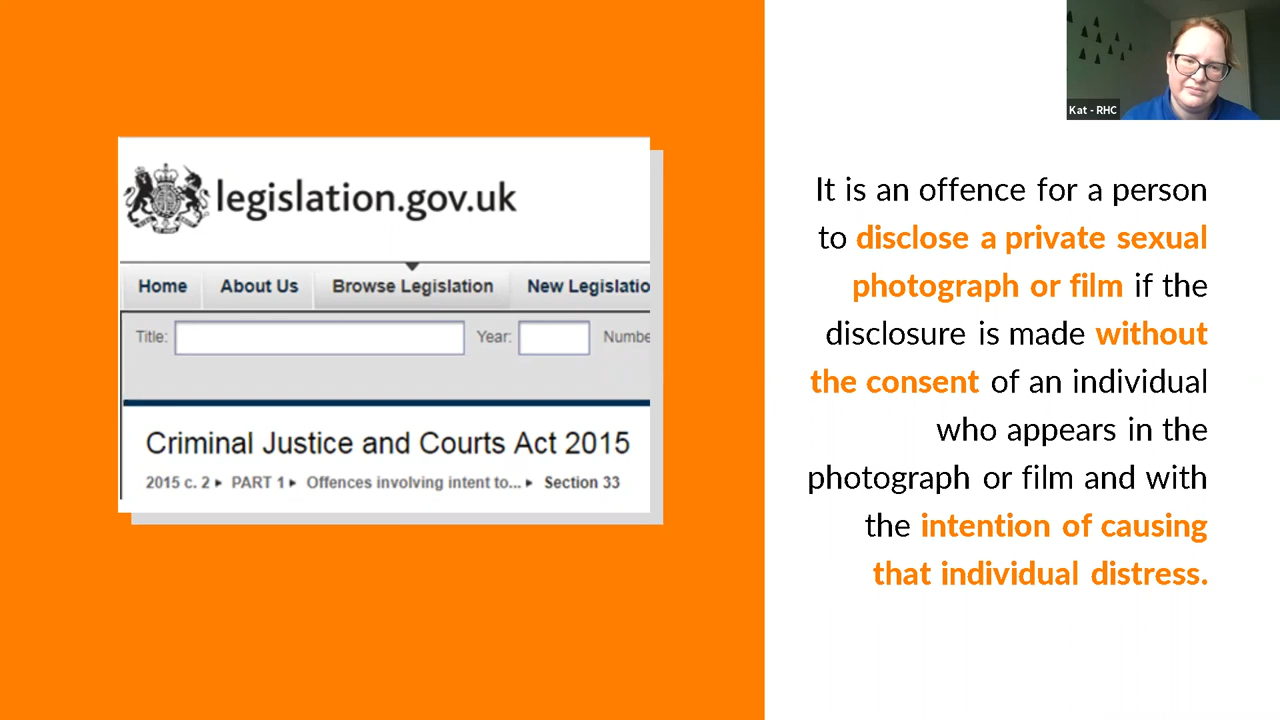 legislation.gov.uk
Home About Us Browse Legislation New Legislatio
Title: Year: Numbe
Criminal Justice and Courts Act 2015
2015 c. 2 ▸ PART 1 ▸ Offences involving intent to... ▸ Section 33
Kat - RHC
It is an offence for a person
to disclose a private sexual
photograph or film if the
disclosure is made without
the consent of an individual
who appears in the
photograph or film and with
the intention of causing
that individual distress.